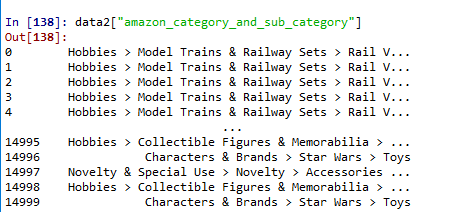 In [138]: data2["amazon_category_and_sub_category"]
Out[138]:
0 Hobbies > Model Trains & Railway Sets > Rail V...
1 Hobbies > Model Trains & Railway Sets > Rail V...
2 Hobbies > Model Trains & Railway Sets > Rail V...
3 Hobbies > Model Trains & Railway Sets > Rail V...
4 Hobbies > Model Trains & Railway Sets > Rail V...
...
14995 Hobbies > Collectible Figures & Memorabilia > ...
14996 Characters & Brands > Star Wars > Toys
14997 Novelty & Special Use > Novelty > Accessories ...
14998 Hobbies > Collectible Figures & Memorabilia > ...
14999 Characters & Brands > Star Wars > Toys